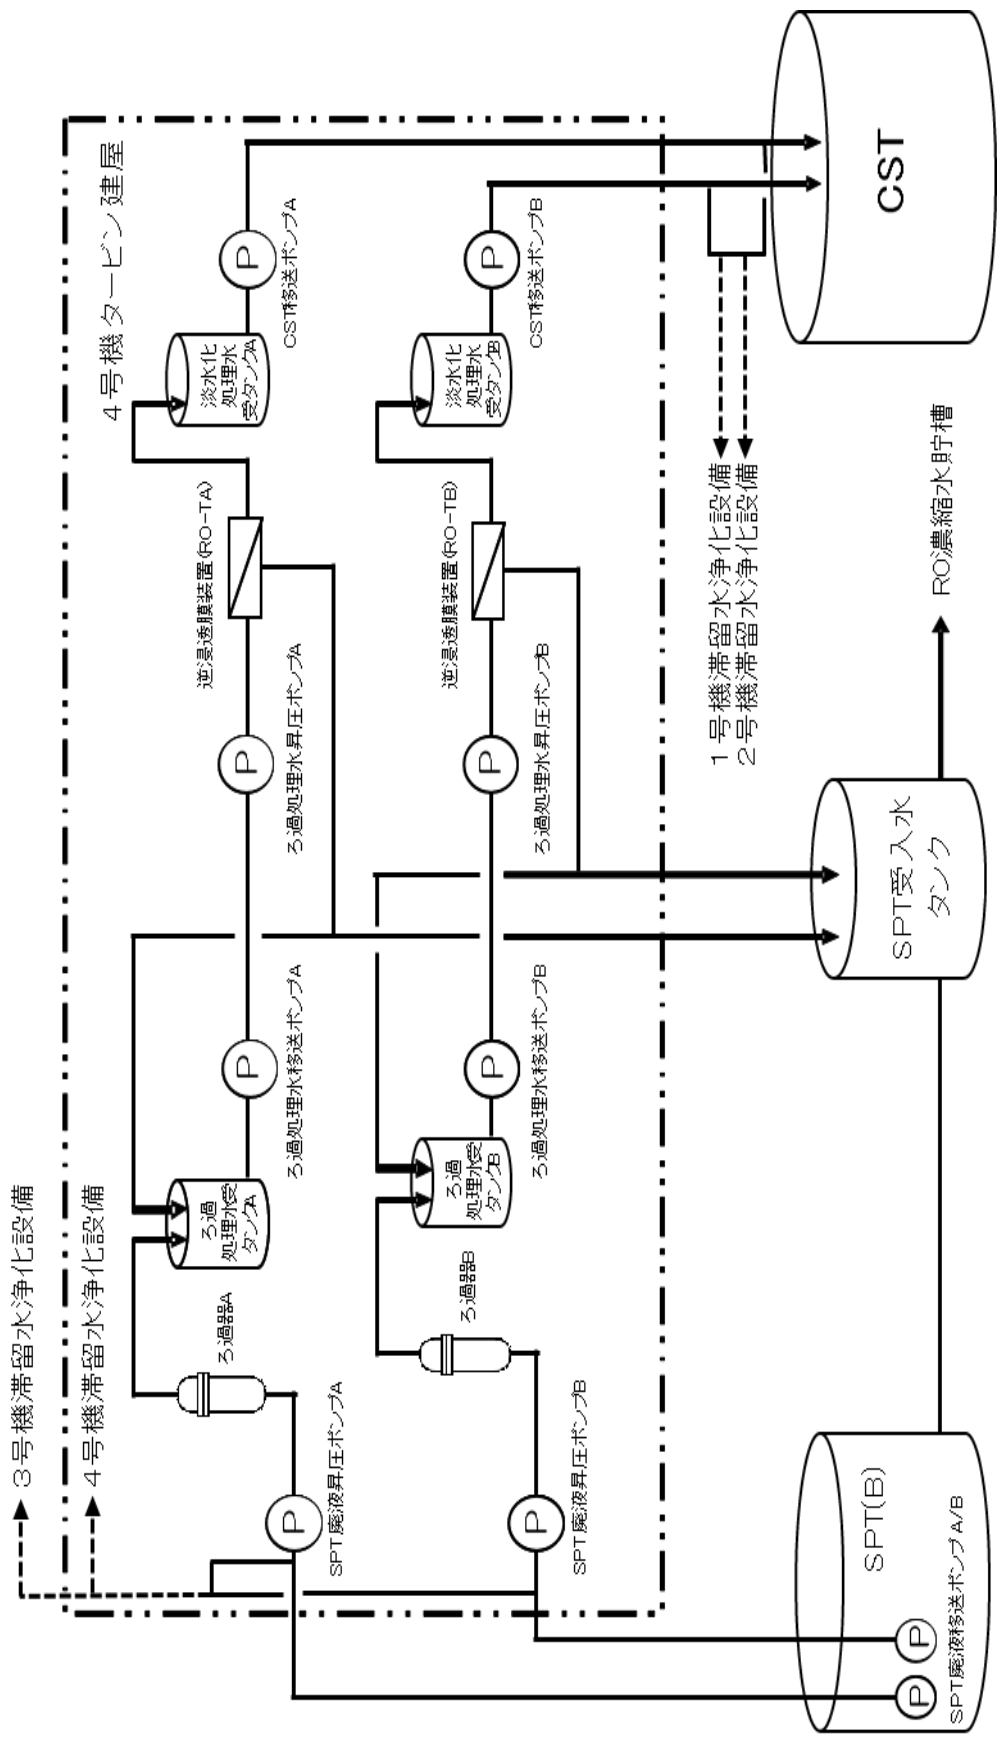 3号機滞留水浄化設備
4号機滞留水浄化設備
4号機タービン建屋
SPT廃液昇圧ポンプA
P
ろ過器A
ろ過
処理水受
タンクA
P
ろ過処理水移送ポンプA
P
ろ過処理水昇圧ポンプA
逆浸透膜装置(RO-TA)
淡水化
処理水
受タンクA
P
CST移送ポンプA
P
SPT廃液昇圧ポンプB
ろ過器B
ろ過
処理水受
タンクB
P
ろ過処理水移送ポンプB
P
ろ過処理水昇圧ポンプB
逆浸透膜装置(RO-TB)
淡水化
処理水
受タンクB
P
CST移送ポンプB
1号機滞留水浄化設備
2号機滞留水浄化設備
SPT(B)
P
P
SPT廃液移送ポンプA/B
SPT受入水
タンク
RO濃縮水貯槽
CST